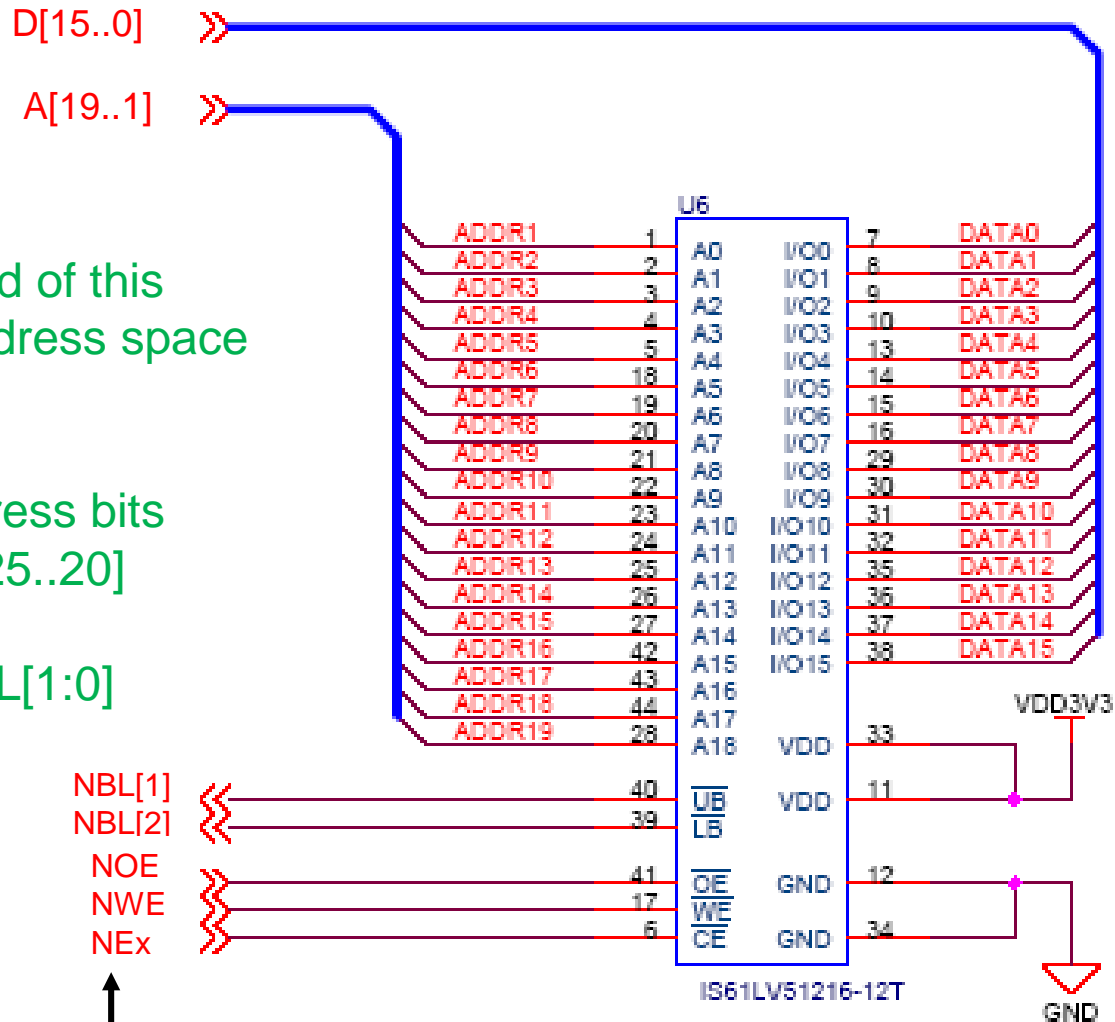 D[15..0]
A[19..1]
d of this
dress space
ress bits
25..20]
L[1:0]
U6
ADDR1 1 A0 I/O0 7 DATA0
ADDR2 2 A1 I/O1 8 DATA1
ADDR3 3 A2 I/O2 9 DATA2
ADDR4 4 A3 I/O3 10 DATA3
ADDR5 5 A4 I/O4 13 DATA4
ADDR6 18 A5 I/O5 14 DATA5
ADDR7 19 A6 I/O6 15 DATA6
ADDR8 20 A7 I/O7 16 DATA7
ADDR9 21 A8 I/O8 29 DATA8
ADDR10 22 A9 I/O9 30 DATA9
ADDR11 23 A10 I/O10 31 DATA10
ADDR12 24 A11 I/O11 32 DATA11
ADDR13 25 A12 I/O12 35 DATA12
ADDR14 26 A13 I/O13 36 DATA13
ADDR15 27 A14 I/O14 37 DATA14
ADDR16 42 A15 I/O15 38 DATA15
ADDR17 43 A16
ADDR18 44 A17
ADDR19 28 A18 VDD 33
VDD3V3
NBL[1] 40 UB VDD 11
NBL[2] 39 LB
NOE 41 OE GND 12
NWE 17 WE
NEx 6 CE GND 34
IS61LV51216-12T
GND